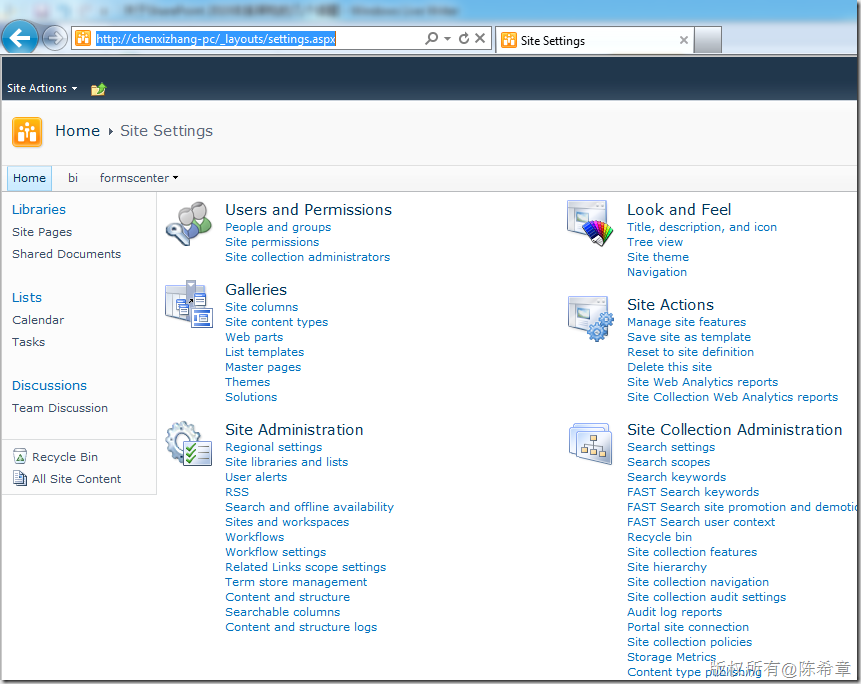 http://chenxizhang-pc/_layouts/settings.aspx
Site Settings
Site Actions
Home Site Settings
Home bi formscenter
Libraries
Site Pages
Shared Documents
Lists
Calendar
Tasks
Discussions
Team Discussion
Recycle Bin
All Site Content
Users and Permissions
People and groups
Site permissions
Site collection administrators
Galleries
Site columns
Site content types
Web parts
List templates
Master pages
Themes
Solutions
Site Administration
Regional settings
Site libraries and lists
User alerts
RSS
Search and offline availability
Sites and workspaces
Workflows
Workflow settings
Related Links scope settings
Term store management
Content and structure
Searchable columns
Content and structure logs
Look and Feel
Title, description, and icon
Tree view
Site theme
Navigation
Site Actions
Manage site features
Save site as template
Reset to site definition
Delete this site
Site Web Analytics reports
Site Collection Web Analytics reports
Site Collection Administration
Search settings
Search scopes
Search keywords
FAST Search keywords
FAST Search site promotion and demotic
FAST Search user context
Recycle bin
Site collection features
Site hierarchy
Site collection navigation
Site collection audit settings
Audit log reports
Portal site connection
Site collection policies
Storage Metrics
Content type publishing
版权所有@陈希章